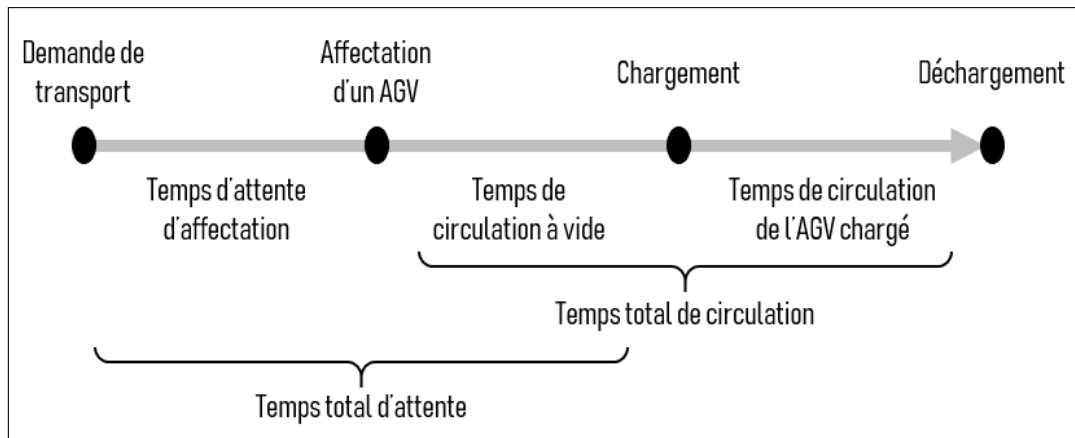 Demande de
transport
Affectation
d'un AGV
Chargement
Déchargement
Temps d'attente
d'affectation
Temps de
circulation à vide
Temps de circulation
de l'AGV chargé
Temps total de circulation
Temps total d'attente